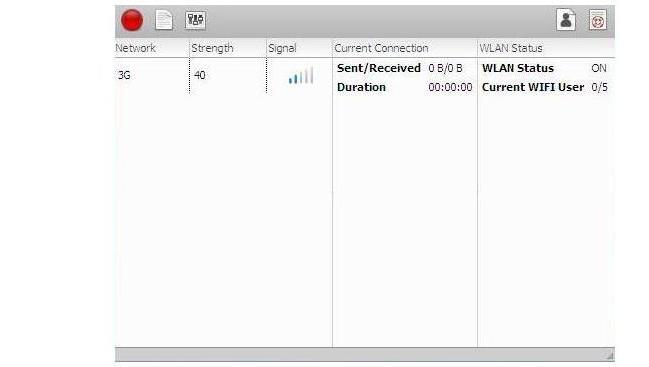 Network Strength Signal Current Connection WLAN Status
3G 40 Sent/Received 0 B/0 B WLAN Status ON
Duration 00:00:00 Current WIFI User 0/5